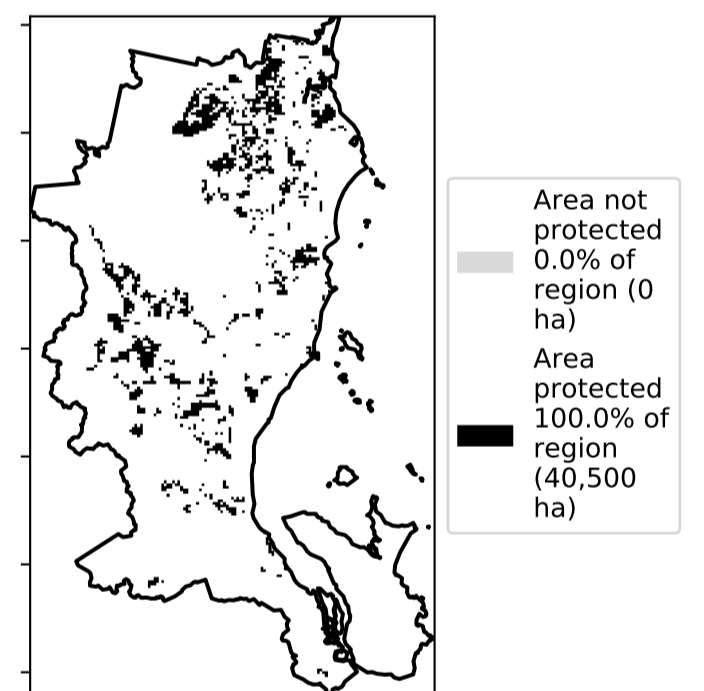 Area not
protected
0.0% of
region (0
ha)
Area
protected
100.0% of
region
(40,500
ha)